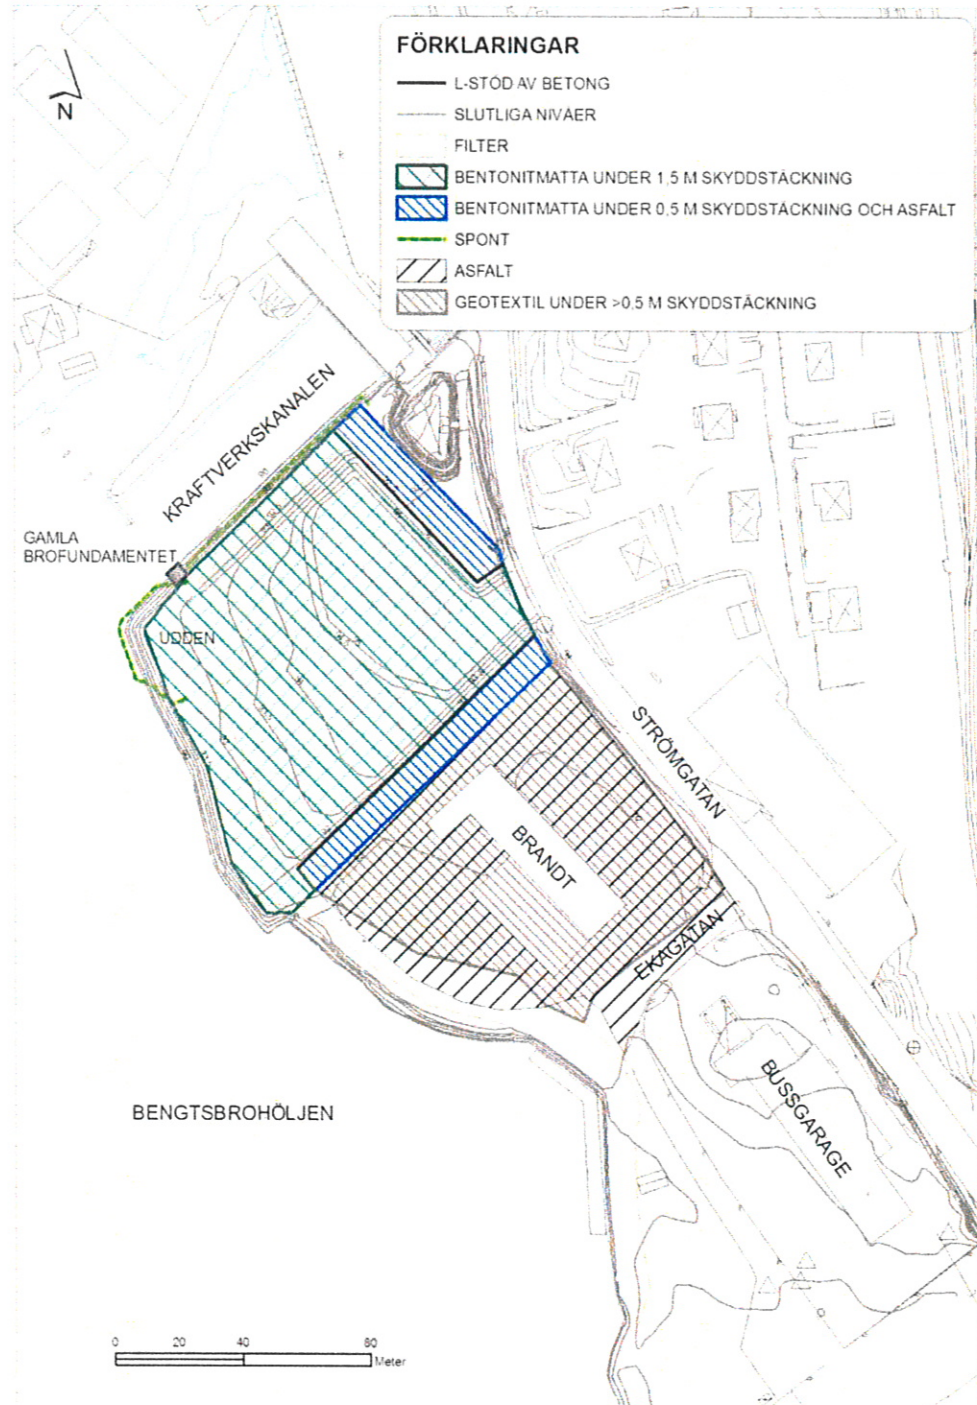 FÖRKLARINGAR
L-STÖD AV BETONG
SLUTLIGA NIVÅER
FILTER
BENTONITMATTA UNDER 1,5 M SKYDDSTÄCKNING
BENTONITMATTA UNDER 0,5 M SKYDDSTÄCKNING OCH ASFALT
SPONT
ASFALT
GEOTEXTIL UNDER >0,5 M SKYDDSTÄCKNING
N
KRAFTVERKSKANALEN
GAMLA
BROFUNDAMENTET
UDDEN
STRÖMGATAN
BRANDT
EKAGATAN
BUSSGARAGE
BENGTSBROHÖLJEN
0 20 40 80
Meter